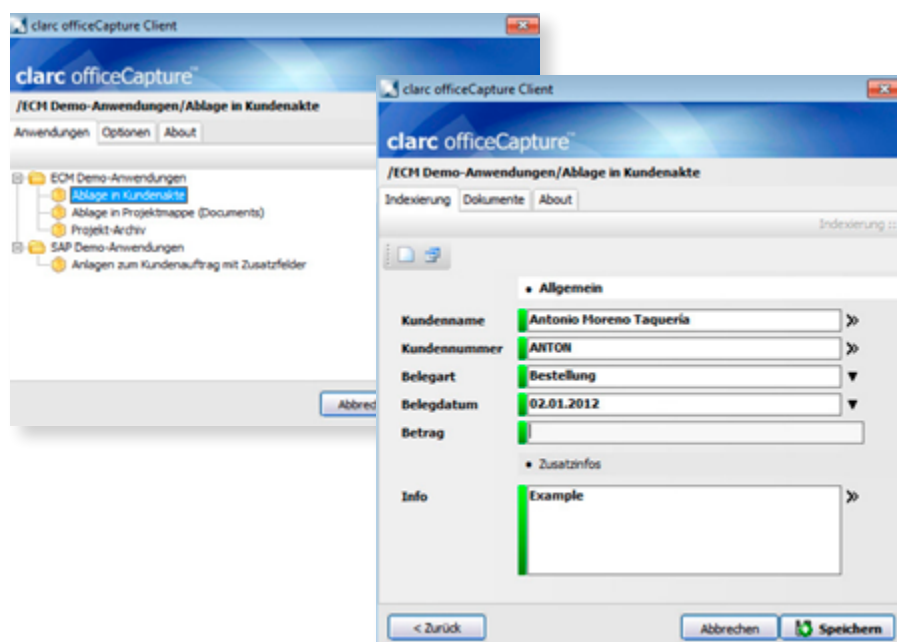 clarc officeCapture Client
clarc officeCapture™
/ECM Demo-Anwendungen/Ablage in Kundenakte
Anwendungen Optionen About
ECM Demo-Anwendungen
Ablage in Kundenakte
Ablage in Projektmappe (Documents)
Projekt-Archiv
SAP Demo-Anwendungen
Anlagen zum Kundenauftrag mit Zusatzfelder
Abbrec
clarc officeCapture Client
clarc officeCapture™
/ECM Demo-Anwendungen/Ablage in Kundenakte
Indexierung Dokumente About
Indexierung ::
• Allgemein
Kundenname Antonio Moreno Taquería
Kundennummer ANTON
Belegart Bestellung
Belegdatum 02.01.2012
Betrag
• Zusatzinfos
Info Example
< Zurück Abbrechen Speichern